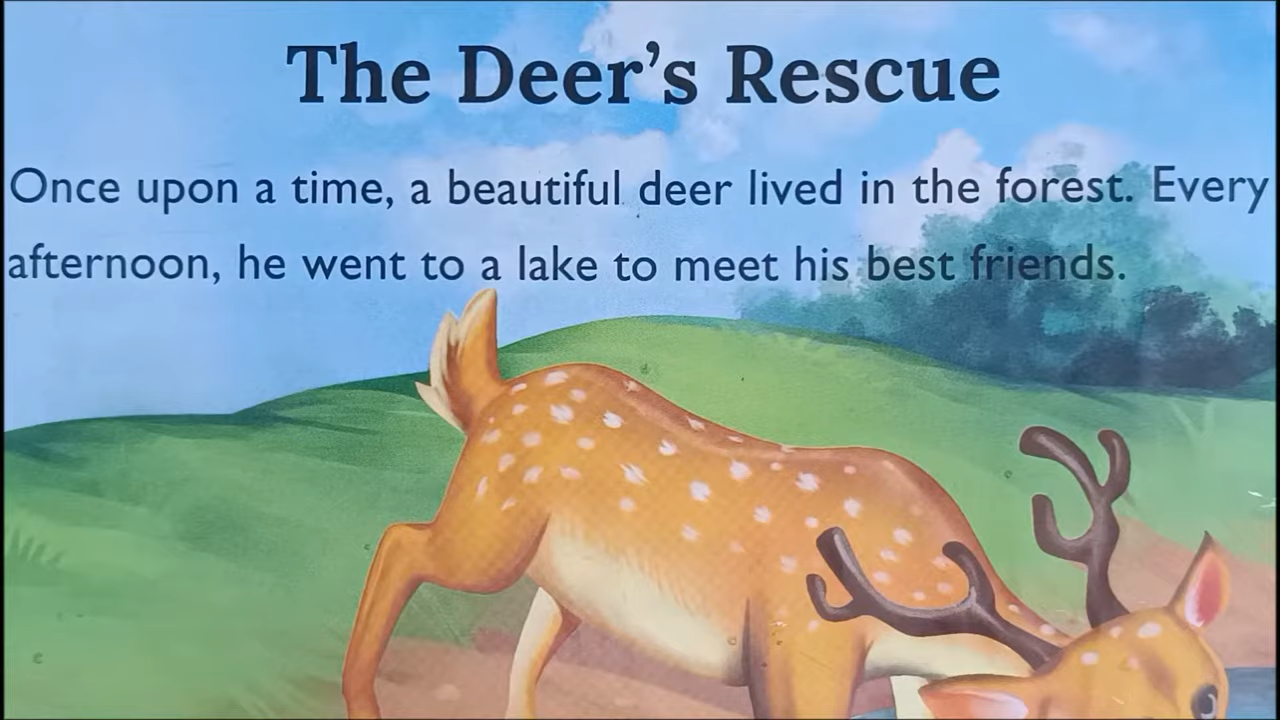 The Deer’s Rescue
Once upon a time, a beautiful deer lived in the forest. Every
afternoon, he went to a lake to meet his best friends.